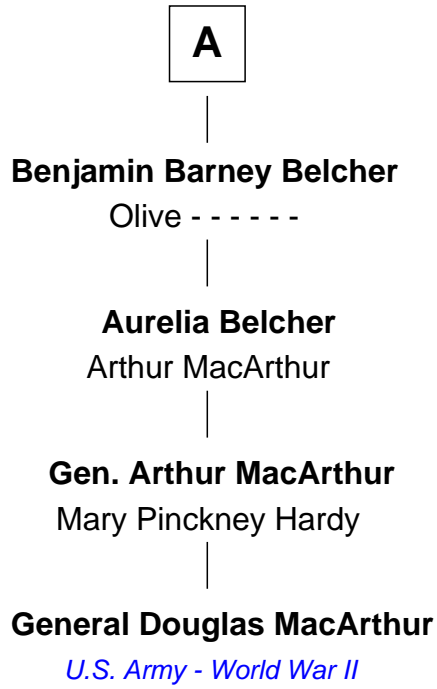 A
Benjamin Barney Belcher
Olive - - - - - -
Aurelia Belcher
Arthur MacArthur
Gen. Arthur MacArthur
Mary Pinckney Hardy
General Douglas MacArthur
U.S. Army - World War II